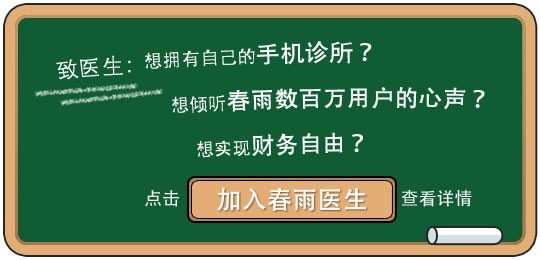 致医生：想拥有自己的手机诊所？
想倾听春雨数百万用户的心声？
想实现财务自由？
点击 加入春雨医生 查看详情